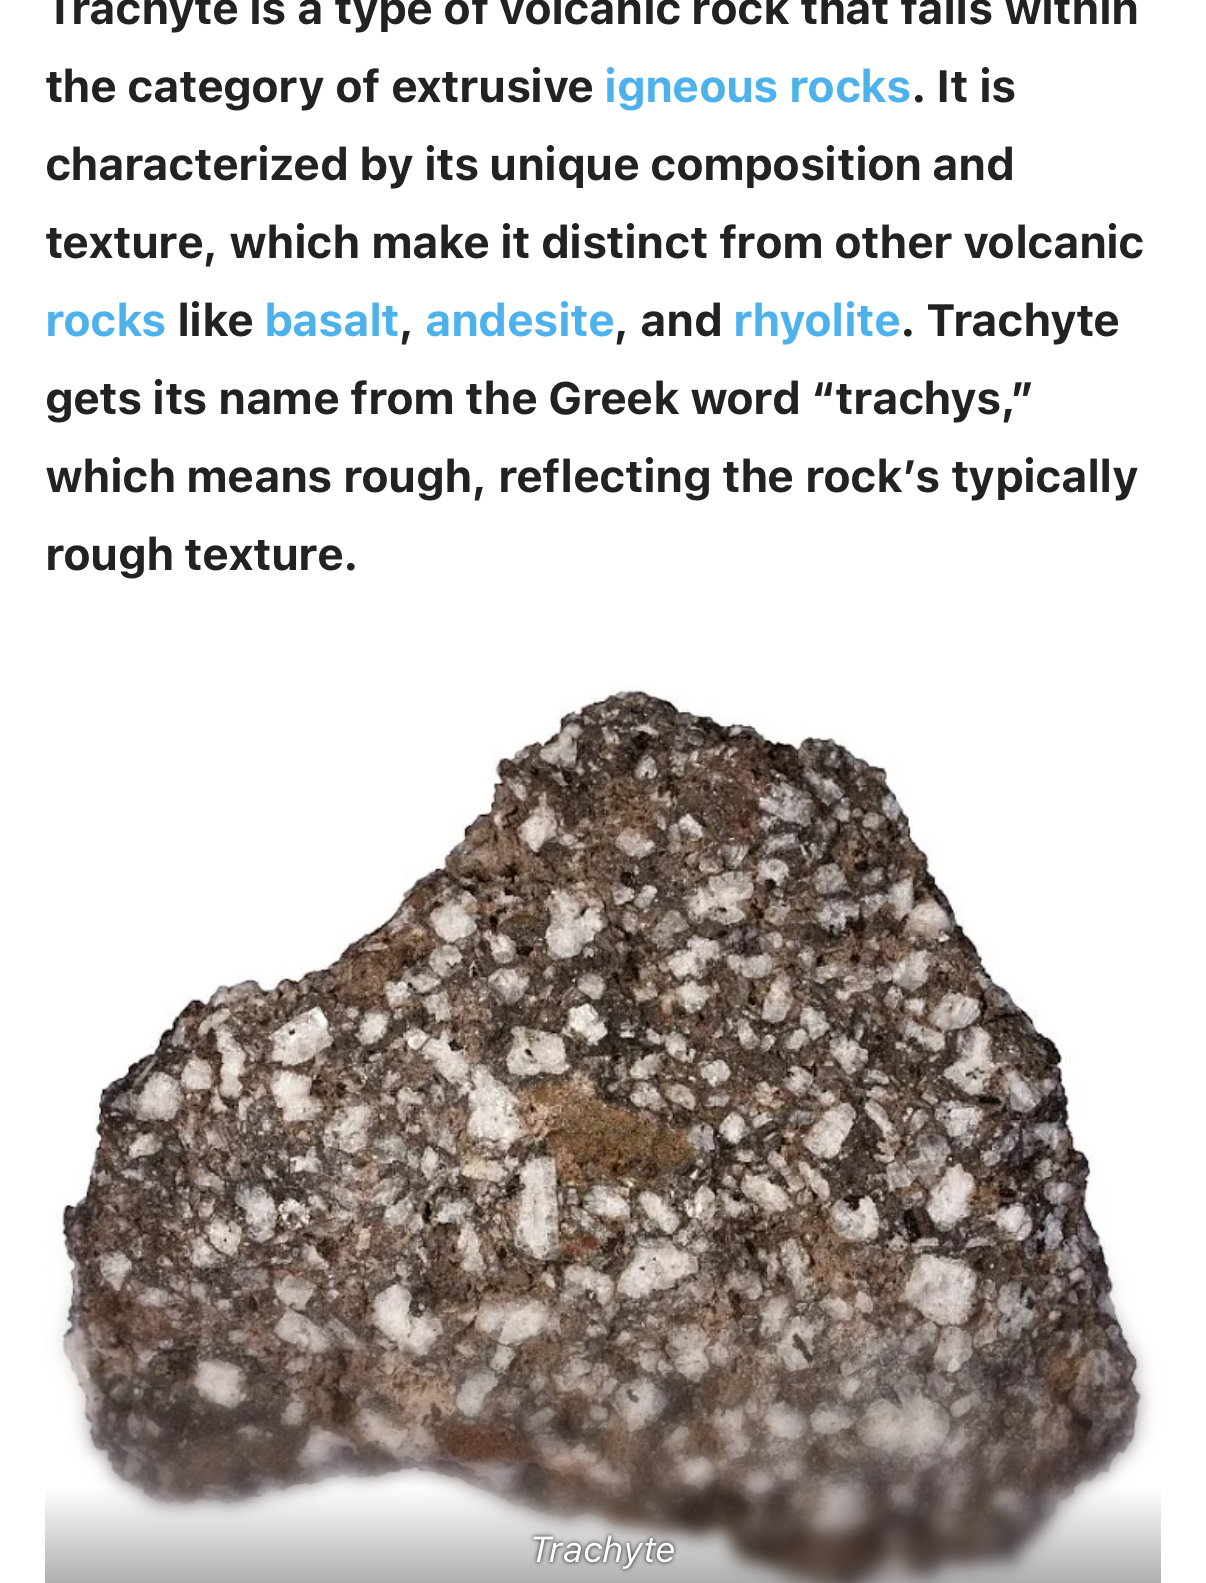 Trachyte is a type of volcanic rock that falls within
the category of extrusive igneous rocks. It is
characterized by its unique composition and
texture, which make it distinct from other volcanic
rocks like basalt, andesite, and rhyolite. Trachyte
gets its name from the Greek word “trachys,”
which means rough, reflecting the rock’s typically
rough texture.
Trachyte